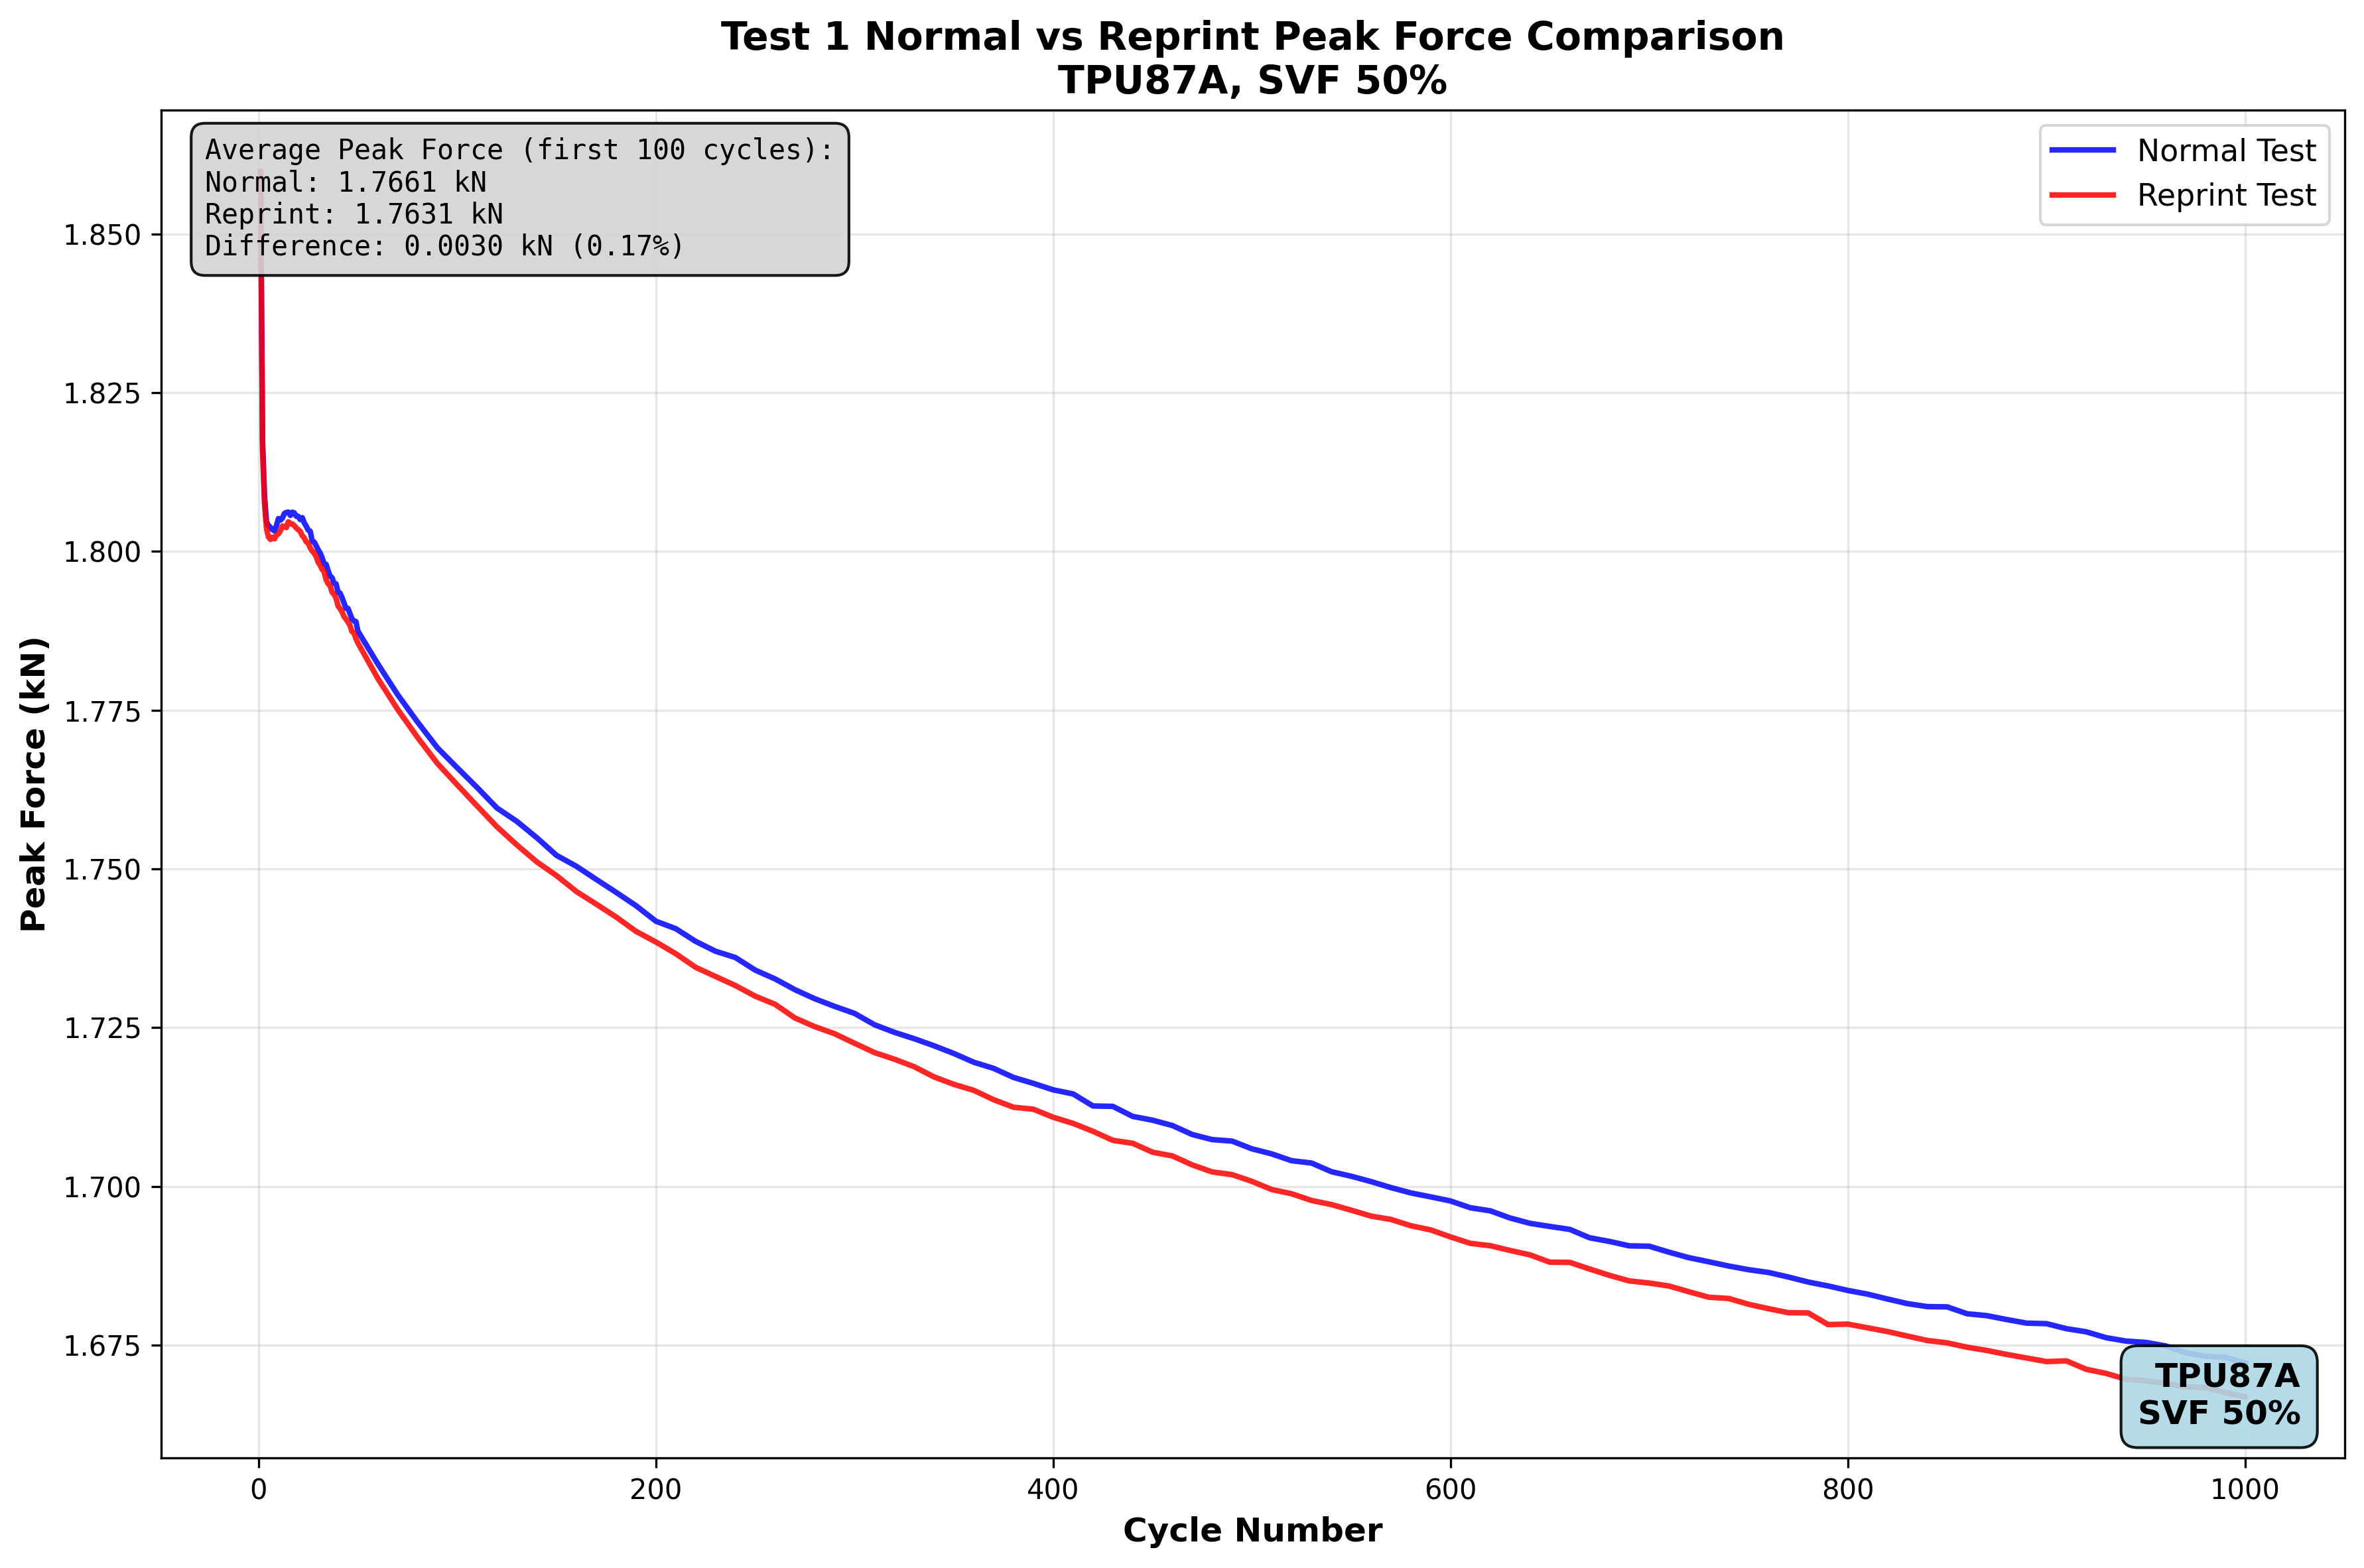 Test 1 Normal vs Reprint Peak Force Comparison
TPU87A, SVF 50%
Average Peak Force (first 100 cycles):
Normal: 1.7661 kN
Reprint: 1.7631 kN
Difference: 0.0030 kN (0.17%)
Normal Test
Reprint Test
Peak Force (kN)
1.850
1.825
1.800
1.775
1.750
1.725
1.700
1.675
TPU87A
SVF 50%
0 200 400 600 800 1000
Cycle Number